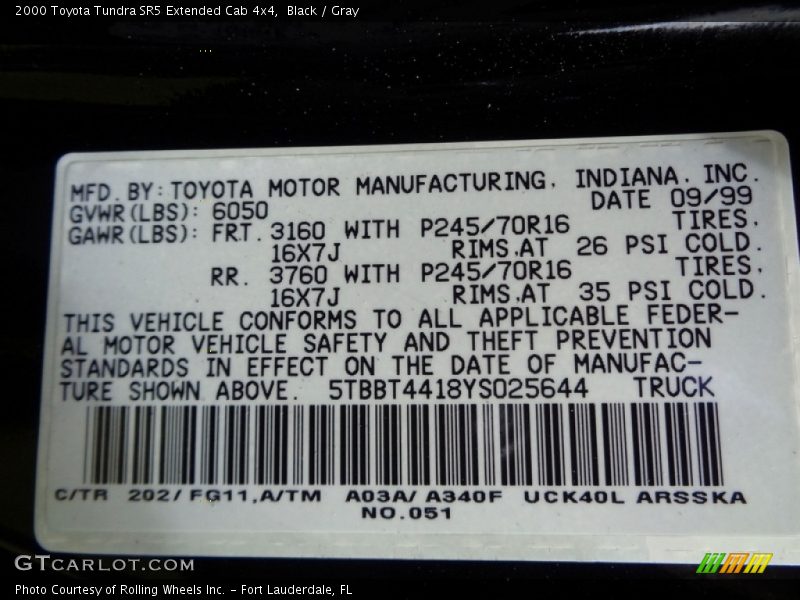 2000 Toyota Tundra SR5 Extended Cab 4x4, Black / Gray
MFD. BY: TOYOTA MOTOR MANUFACTURING, INDIANA, INC.
GVWR(LBS): 6050 DATE 09/99
GAWR(LBS): FRT. 3160 WITH P245/70R16 TIRES,
16X7J RIMS,AT 26 PSI COLD.
RR. 3760 WITH P245/70R16 TIRES,
16X7J RIMS,AT 35 PSI COLD.
THIS VEHICLE CONFORMS TO ALL APPLICABLE FEDER-
AL MOTOR VEHICLE SAFETY AND THEFT PREVENTION
STANDARDS IN EFFECT ON THE DATE OF MANUFAC-
TURE SHOWN ABOVE. 5TBBT4418YS025644 TRUCK
C/TR 202/ FG11,A/TM A03A/ A340F UCK40L ARSSKA
NO.051
GTCARLOT.COM
Photo Courtesy of Rolling Wheels Inc. - Fort Lauderdale, FL